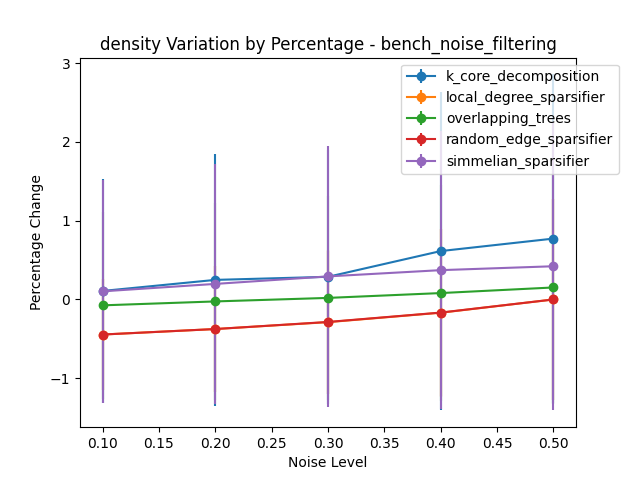 density Variation by Percentage - bench_noise_filtering
k_core_decomposition
local_degree_sparsifier
overlapping_trees
random_edge_sparsifier
simmelian_sparsifier
Percentage Change
3
2
1
0
−1
0.10 0.15 0.20 0.25 0.30 0.35 0.40 0.45 0.50
Noise Level